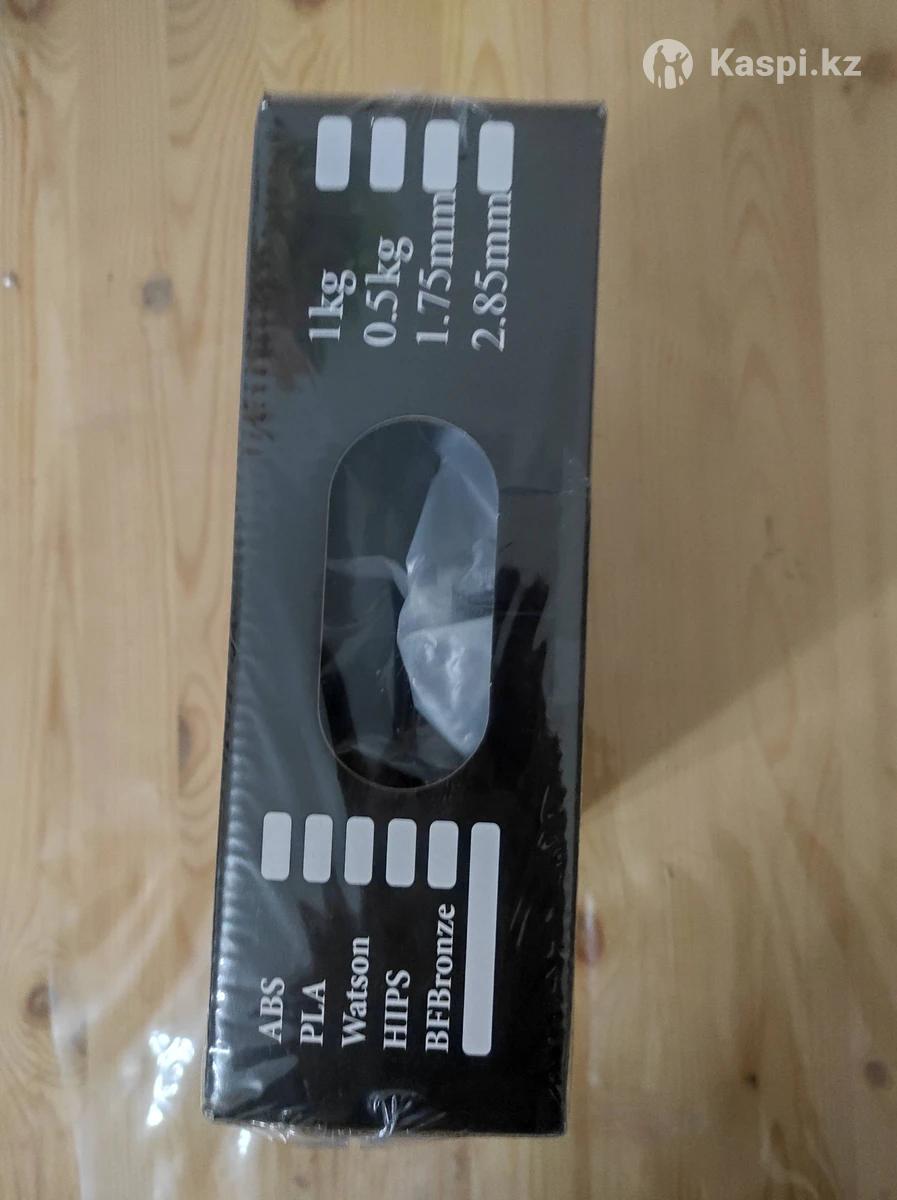 Kaspi.kz
ABS
PLA
Watson
HIPS
BFBronze
1kg
0.5kg
1.75mm
2.85mm